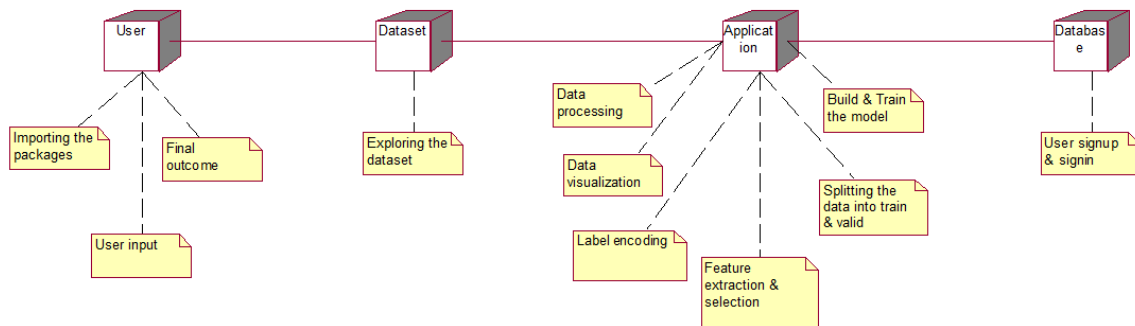 User
Dataset
Applicat
ion
Databas
e
Importing the
packages
Final
outcome
User input
Exploring the
dataset
Data
processing
Data
visualization
Label encoding
Feature
extraction &
selection
Build & Train
the model
Splitting the
data into train
& valid
User signup
& signin